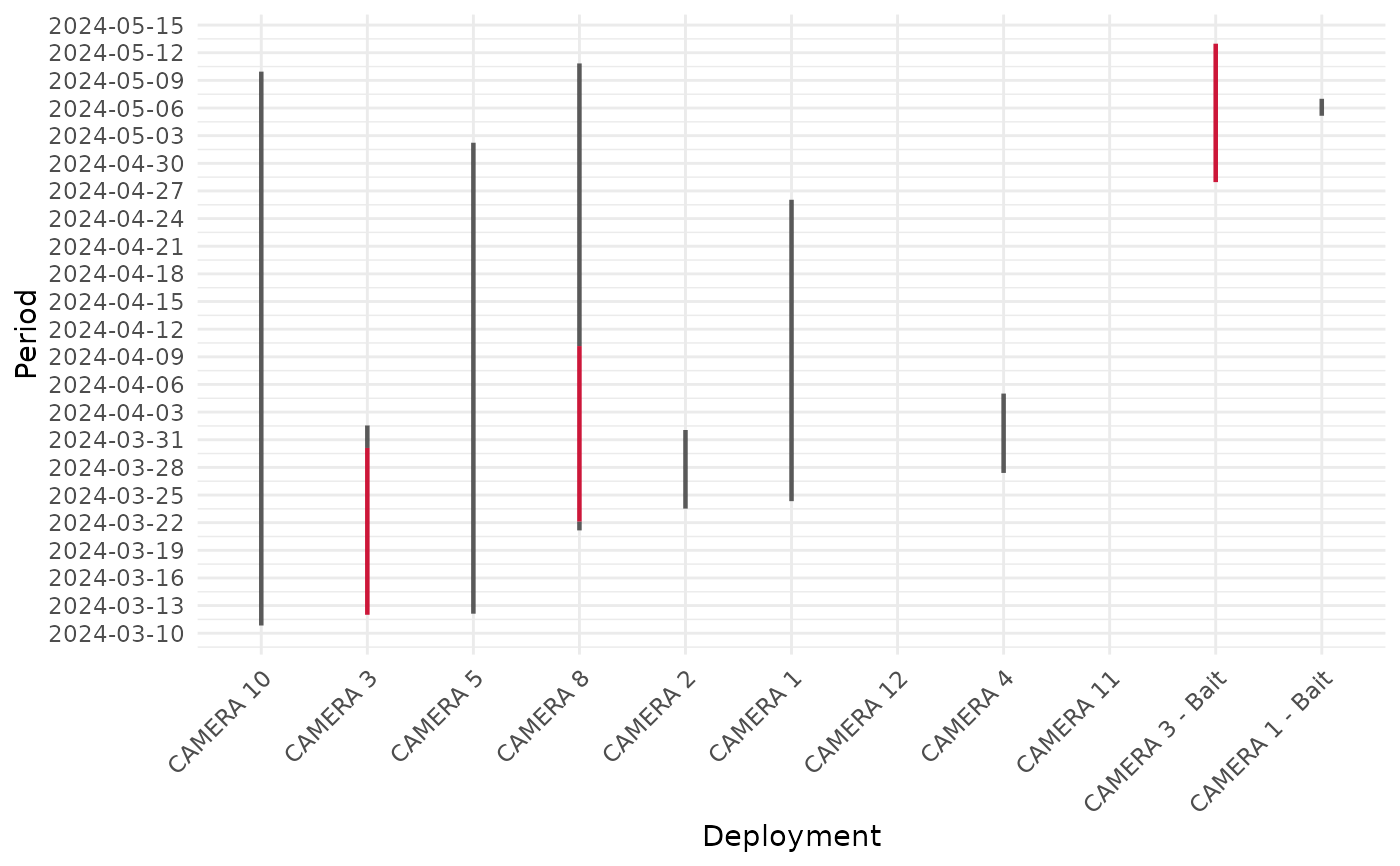 2024-05-15
2024-05-12
2024-05-09
2024-05-06
2024-05-03
2024-04-30
2024-04-27
2024-04-24
2024-04-21
2024-04-18
2024-04-15
2024-04-12
2024-04-09
2024-04-06
2024-04-03
2024-03-31
2024-03-28
2024-03-25
2024-03-22
2024-03-19
2024-03-16
2024-03-13
2024-03-10
Period
CAMERA 10
CAMERA 3
CAMERA 5
CAMERA 8
CAMERA 2
CAMERA 1
CAMERA 12
CAMERA 4
CAMERA 11
CAMERA 3 - Bait
CAMERA 1 - Bait
Deployment